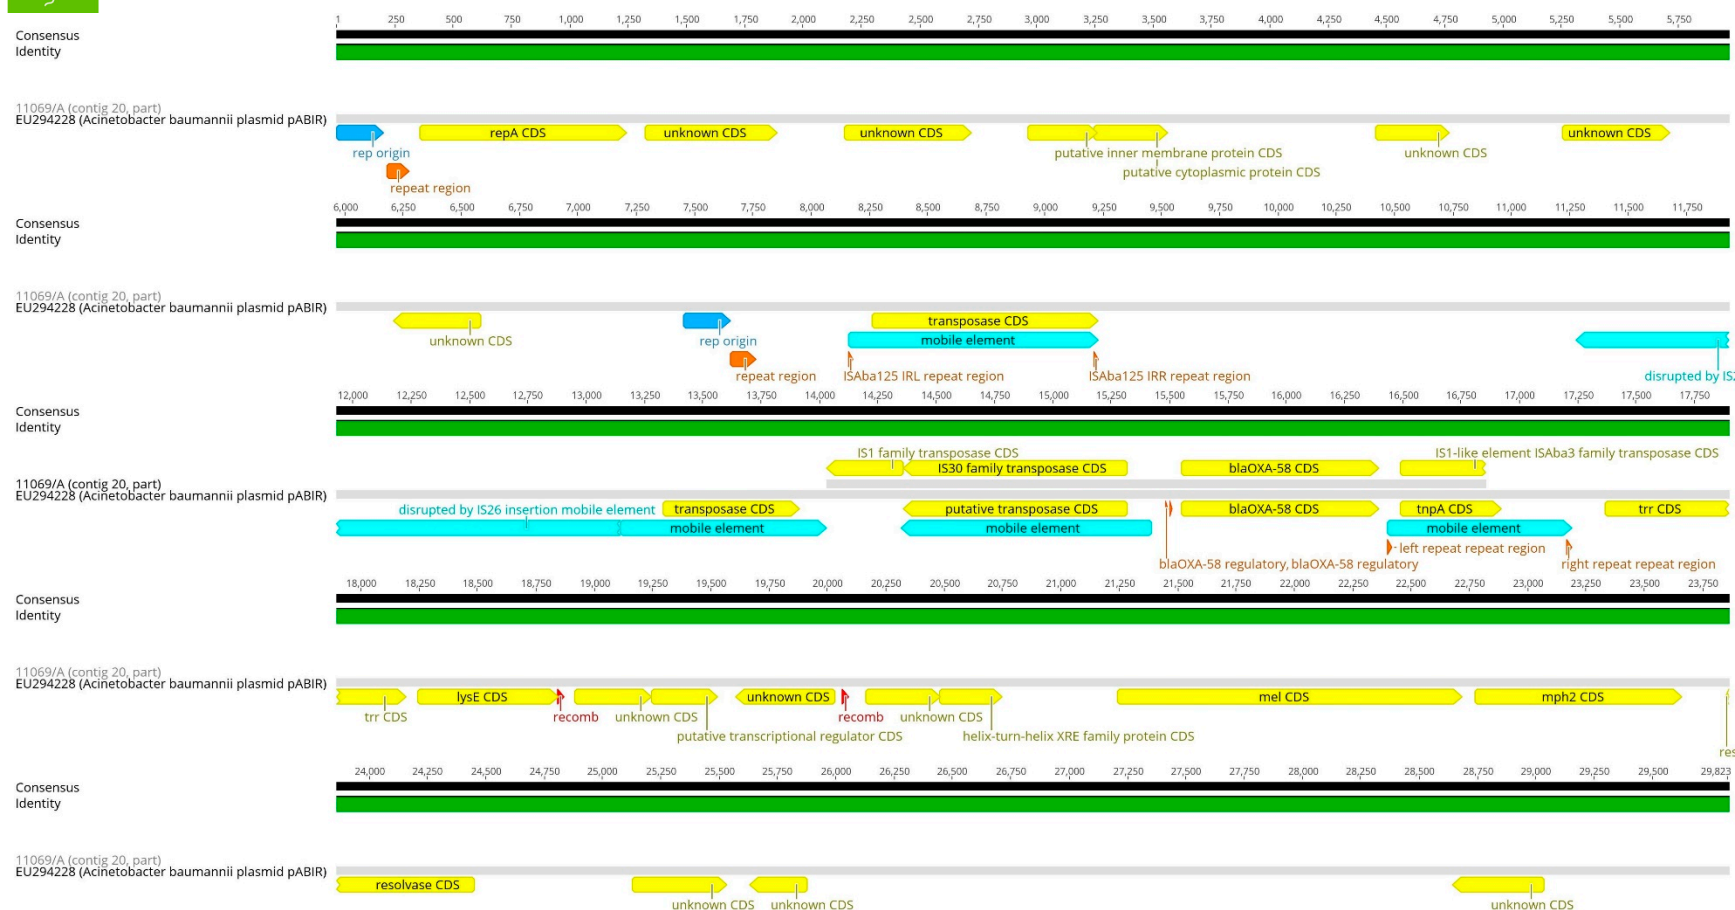 1 250 500 750 1,000 1,250 1,500 1,750 2,000 2,250 2,500 2,750 3,000 3,250 3,500 3,750 4,000 4,250 4,500 4,750 5,000 5,250 5,500 5,750
Consensus
Identity
11069/A (contig 20, part)
EU294228 (Acinetobacter baumannii plasmid pABIR)
repA CDS unknown CDS unknown CDS unknown CDS
rep origin putative inner membrane protein CDS unknown CDS
putative cytoplasmic protein CDS
repeat region
6,000 6,250 6,500 6,750 7,000 7,250 7,500 7,750 8,000 8,250 8,500 8,750 9,000 9,250 9,500 9,750 10,000 10,250 10,500 10,750 11,000 11,250 11,500 11,750
Consensus
Identity
11069/A (contig 20, part)
EU294228 (Acinetobacter baumannii plasmid pABIR)
transposase CDS
unknown CDS rep origin mobile element
repeat region ISAba125 IRL repeat region ISAba125 IRR repeat region disrupted by IS
12,000 12,250 12,500 12,750 13,000 13,250 13,500 13,750 14,000 14,250 14,500 14,750 15,000 15,250 15,500 15,750 16,000 16,250 16,500 16,750 17,000 17,250 17,500 17,750
Consensus
Identity
IS1 family transposase CDS IS1-like element ISAba3 family transposase CDS
IS30 family transposase CDS blaOXA-58 CDS
11069/A (contig 20, part)
EU294228 (Acinetobacter baumannii plasmid pABIR)
disrupted by IS26 insertion mobile element transposase CDS putative transposase CDS blaOXA-58 CDS tnpA CDS trr CDS
mobile element mobile element mobile element
left repeat repeat region
blaOXA-58 regulatory, blaOXA-58 regulatory right repeat repeat region
18,000 18,250 18,500 18,750 19,000 19,250 19,500 19,750 20,000 20,250 20,500 20,750 21,000 21,250 21,500 21,750 22,000 22,250 22,500 22,750 23,000 23,250 23,500 23,750
Consensus
Identity
11069/A (contig 20, part)
EU294228 (Acinetobacter baumannii plasmid pABIR)
lysE CDS unknown CDS mel CDS mph2 CDS
trr CDS recomb unknown CDS recomb unknown CDS
putative transcriptional regulator CDS helix-turn-helix XRE family protein CDS
res
24,000 24,250 24,500 24,750 25,000 25,250 25,500 25,750 26,000 26,250 26,500 26,750 27,000 27,250 27,500 27,750 28,000 28,250 28,500 28,750 29,000 29,250 29,500 29,823
Consensus
Identity
11069/A (contig 20, part)
EU294228 (Acinetobacter baumannii plasmid pABIR)
resolvase CDS
unknown CDS unknown CDS unknown CDS